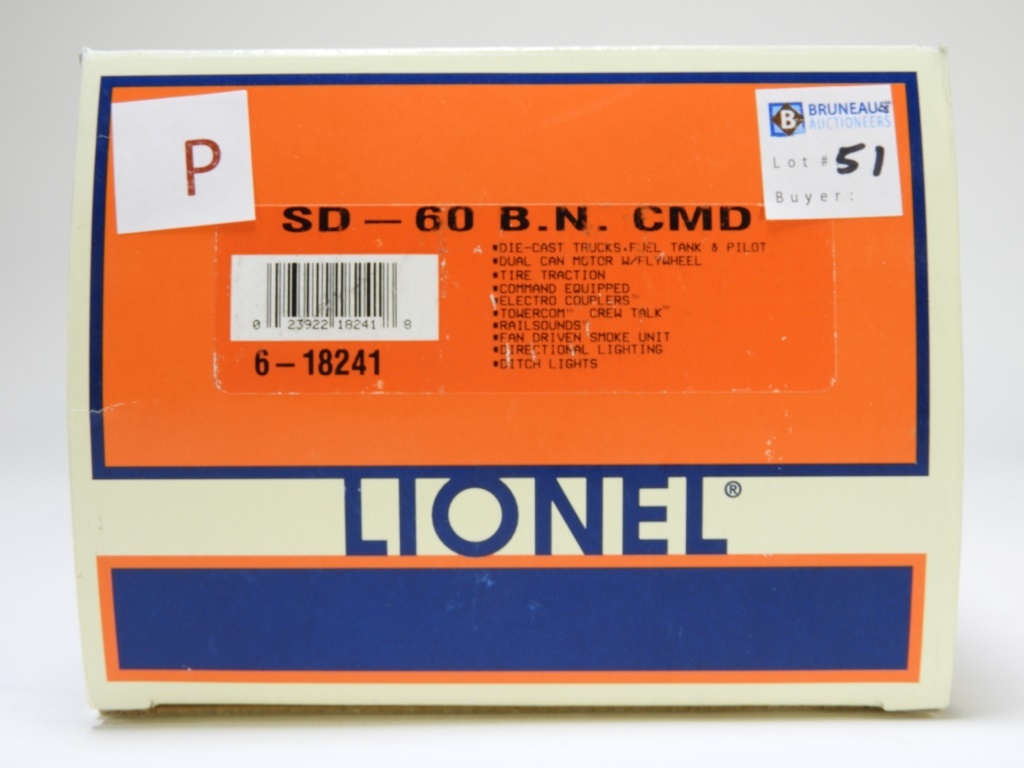 P
BRUNEAU &
AUCTIONEERS
Lot # 51
Buyer:
SD – 60 B.N. CMD
▪DIE-CAST TRUCKS,FUEL TANK & PILOT
▪DUAL CAN MOTOR W/FLYWHEEL
▪TIRE TRACTION
▪COMMAND EQUIPPED
▪ELECTRO COUPLERS™
▪TOWERCOM™ CREW TALK™
▪RAILSOUNDS
▪FAN DRIVEN SMOKE UNIT
▪DIRECTIONAL LIGHTING
▪DITCH LIGHTS
0 23922 18241 8
6–18241
LIONEL®